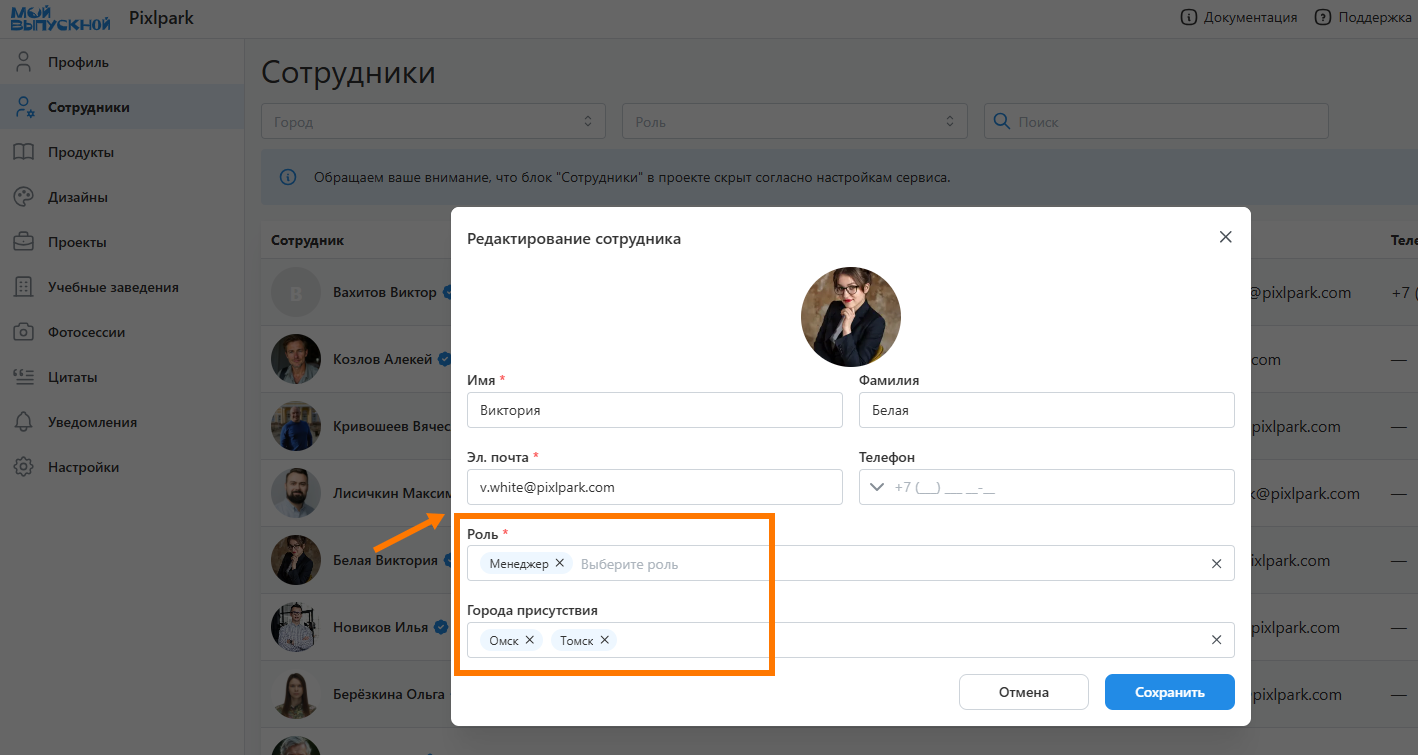 МОЙ ВЫПУСКНОЙ Pixlpark Документация Поддержка
Профиль
Сотрудники
Продукты
Дизайны
Проекты
Учебные заведения
Фотосессии
Цитаты
Уведомления
Настройки
Сотрудники
Город Роль Поиск
Обращаем ваше внимание, что блок "Сотрудники" в проекте скрыт согласно настройкам сервиса.
Сотрудник
В Вахитов Виктор @pixlpark.com +7 (
Козлов Алекей com —
Кривошеев pixlpark.com —
Лисичкин Максим @pixlpark.com —
Белая Виктория pixlpark.com —
Новиков Илья pixlpark.com —
Берёзкина Ольга pixlpark.com —
Редактирование сотрудника
Имя * Фамилия
Виктория Белая
Эл. почта * Телефон
v.white@pixlpark.com +7 (__) ___ __-__
Роль *
Менеджер Выберите роль
Города присутствия
Омск Томск
Отмена Сохранить